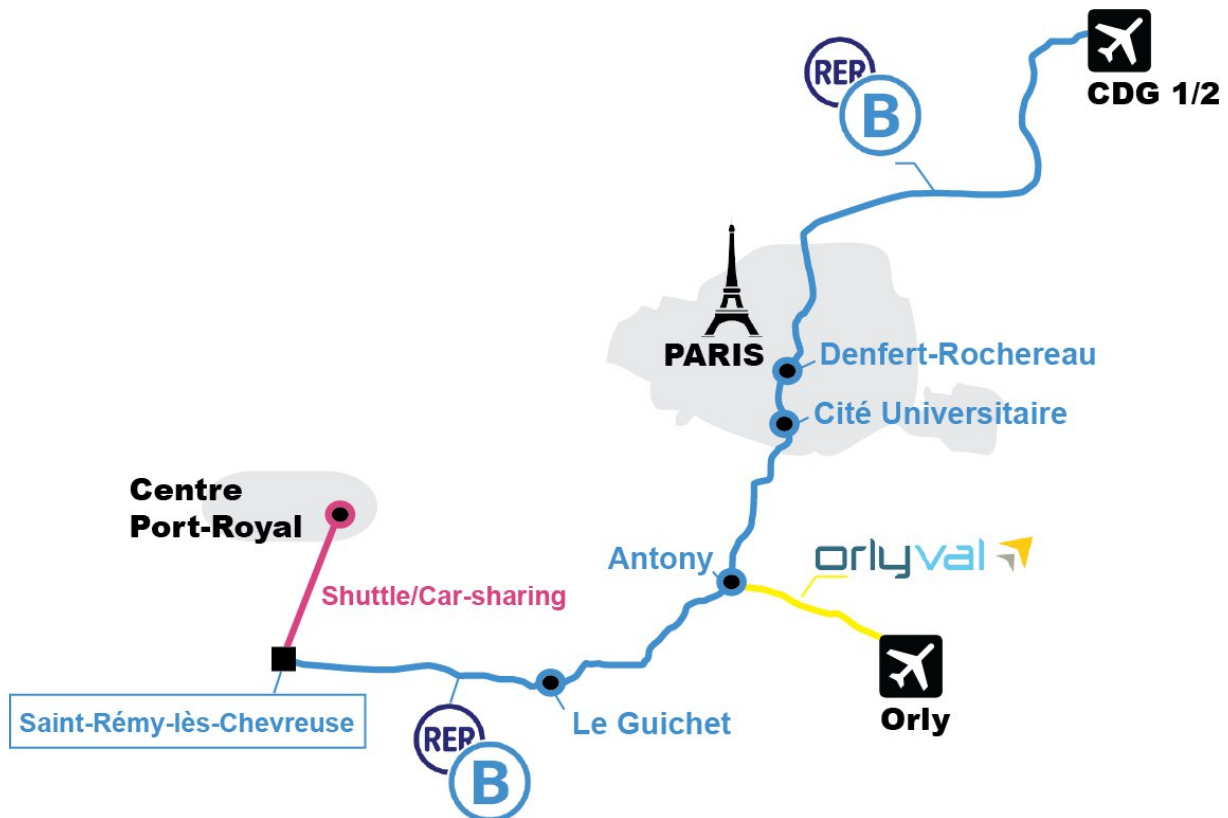 RER
B
CDG 1/2
PARIS
Denfert-Rochereau
Cité Universitaire
Centre
Port-Royal
Antony
orlyval
Shuttle/Car-sharing
Saint-Rémy-lès-Chevreuse
Le Guichet
Orly
RER
B